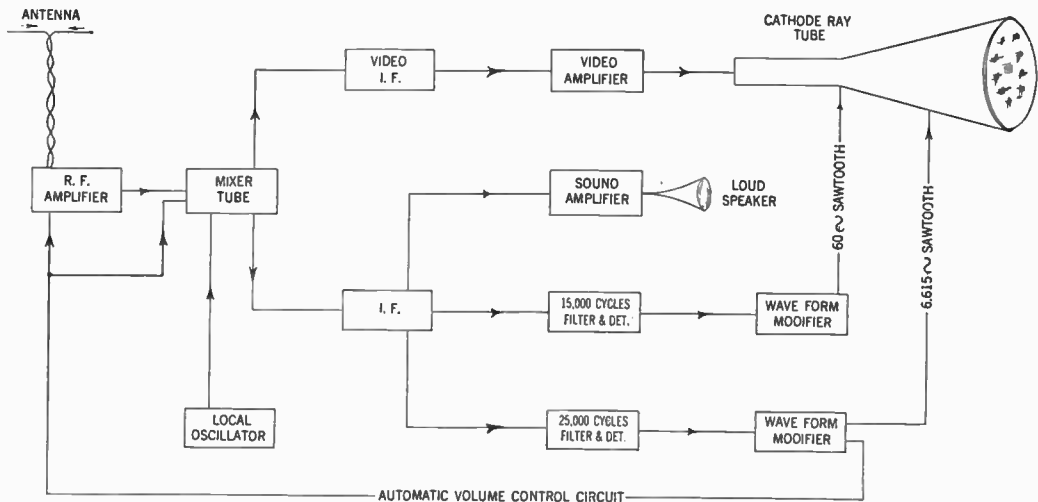 ANTENNA
CATHODE RAY
TUBE
VIDEO
I. F.
VIDEO
AMPLIFIER
R. F.
AMPLIFIER
MIXER
TUBE
SOUNO
AMPLIFIER
LOUD
SPEAKER
60~ SAWTOOTH
6,615~ SAWTOOTH
I. F.
15,000 CYCLES
FILTER & DET.
WAVE FORM
MODIFIER
LOCAL
OSCILLATOR
25,000 CYCLES
FILTER & DET.
WAVE FORM
MODIFIER
AUTOMATIC VOLUME CONTROL CIRCUIT